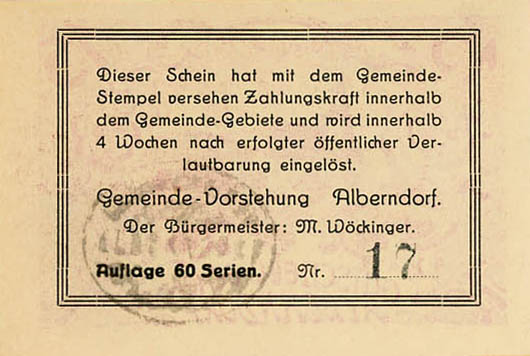 Dieser Schein hat mit dem Gemeinde-
Stempel versehen Zahlungskraft innerhalb
dem Gemeinde-Gebiete und wird innerhalb
4 Wochen nach erfolgter öffentlicher Ver-
lautbarung eingelöst.
Gemeinde-Vorstehung Alberndorf.
Der Bürgermeister: M. Wöckinger.
Auflage 60 Serien. Nr. 17